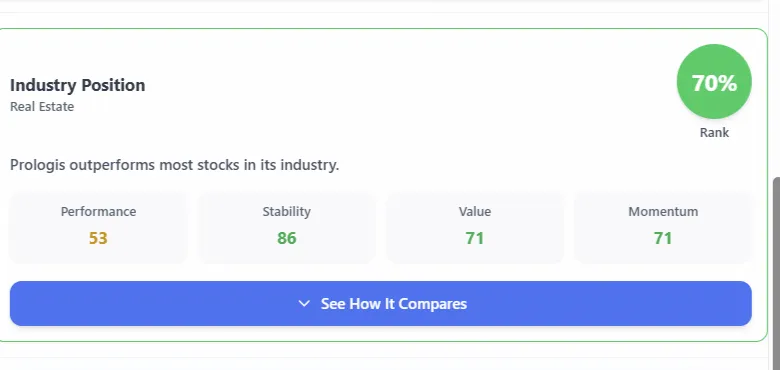 Industry Position
Real Estate
70%
Rank
Prologis outperforms most stocks in its industry.
Performance
53
Stability
86
Value
71
Momentum
71
See How It Compares